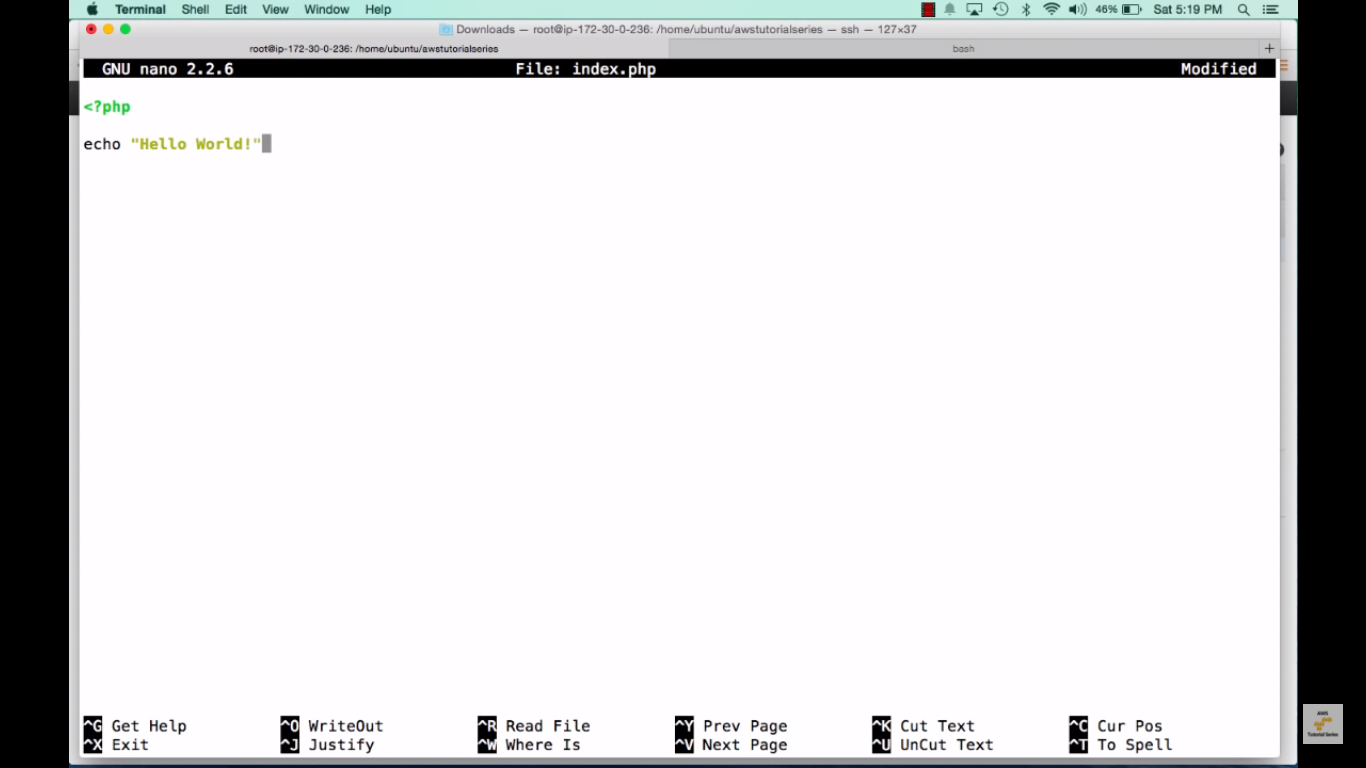 Terminal Shell Edit View Window Help 46% Sat 5:19 PM
Downloads — root@ip-172-30-0-236: /home/ubuntu/awstutorialseries — ssh — 127×37
root@ip-172-30-0-236: /home/ubuntu/awstutorialseries bash +
GNU nano 2.2.6 File: index.php Modified
<?php
echo "Hello World!"
^G Get Help ^O WriteOut ^R Read File ^Y Prev Page ^K Cut Text ^C Cur Pos
^X Exit ^J Justify ^W Where Is ^V Next Page ^U UnCut Text ^T To Spell
AWS
Tutorial Series